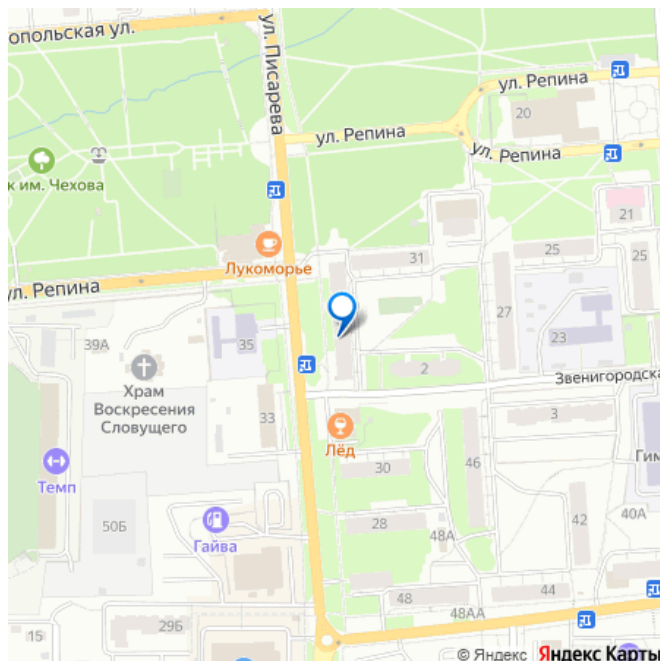 опольская ул.
ул. Писарева
ул. Репина
20
ул. Репина
ул. Репина
к им. Чехова
21
Лукоморье
31
25
25
ул. Репина
27
39А
35
23
2
Храм
Воскресения
Словущего
Звенигородска
33
3
Лёд
Гим
Темп
30
46
50Б
Гайва
28
48А
42
40А
44
48
48АА
15
29Б
© Яндекс Яндекс Карты